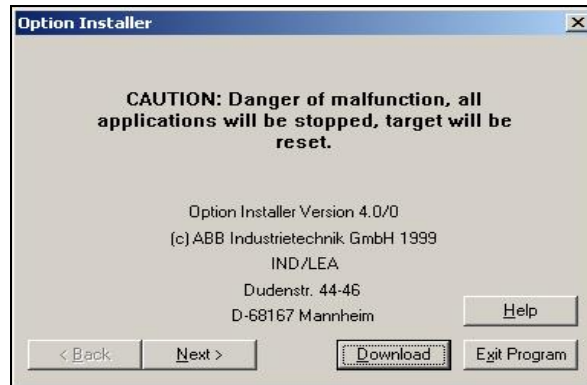 Option Installer
CAUTION: Danger of malfunction, all
applications will be stopped, target will be
reset.
Option Installer Version 4.0/0
(c) ABB Industrietechnik GmbH 1999
IND/LEA
Dudenstr. 44-46
D-68167 Mannheim
Help
< Back
Next >
Download
Exit Program